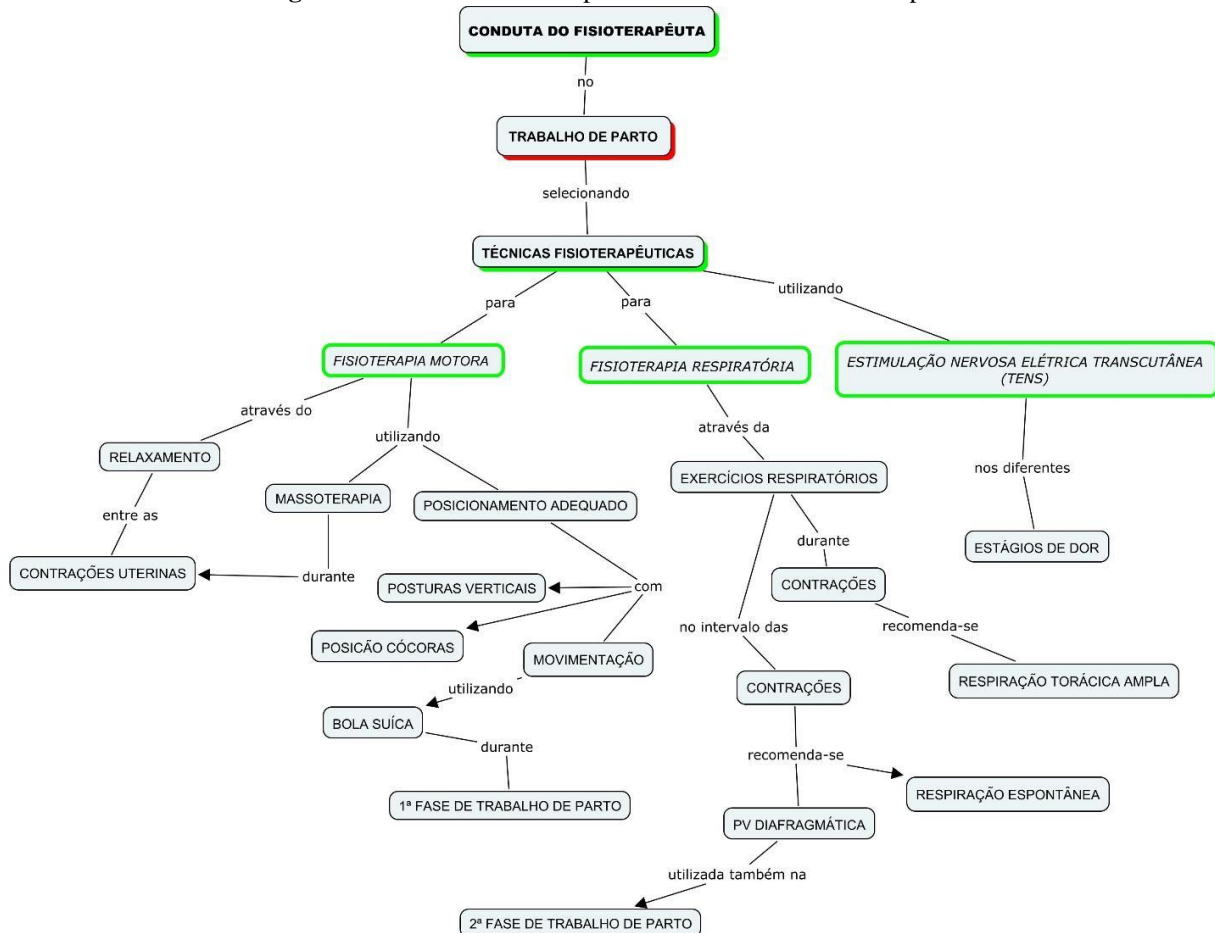 CONDUTA DO FISIOTERAPÊUTA
no
TRABALHO DE PARTO
selecionando
TÉCNICAS FISIOTERAPÊUTICAS
utilizando
para
para
FISIOTERAPIA MOTORA
FISIOTERAPIA RESPIRATÓRIA
ESTIMULAÇÃO NERVOSA ELÉTRICA TRANSCUTÂNEA
(TENS)
através do
utilizando
através da
RELAXAMENTO
nos diferentes
MASSOTERAPIA
POSICIONAMENTO ADEQUADO
EXERCÍCIOS RESPIRATÓRIOS
entre as
durante
ESTÁGIOS DE DOR
CONTRAÇÕES UTERINAS
durante
POSTURAS VERTICAIS
com
CONTRAÇÕES
no intervalo das
recomenda-se
POSICÃO CÓCORAS
MOVIMENTAÇÃO
RESPIRAÇÃO TORÁCICA AMPLA
utilizando
CONTRAÇÕES
BOLA SUÍCA
durante
recomenda-se
RESPIRAÇÃO ESPONTÂNEA
1ª FASE DE TRABALHO DE PARTO
PV DIAFRAGMÁTICA
utilizada também na
2ª FASE DE TRABALHO DE PARTO